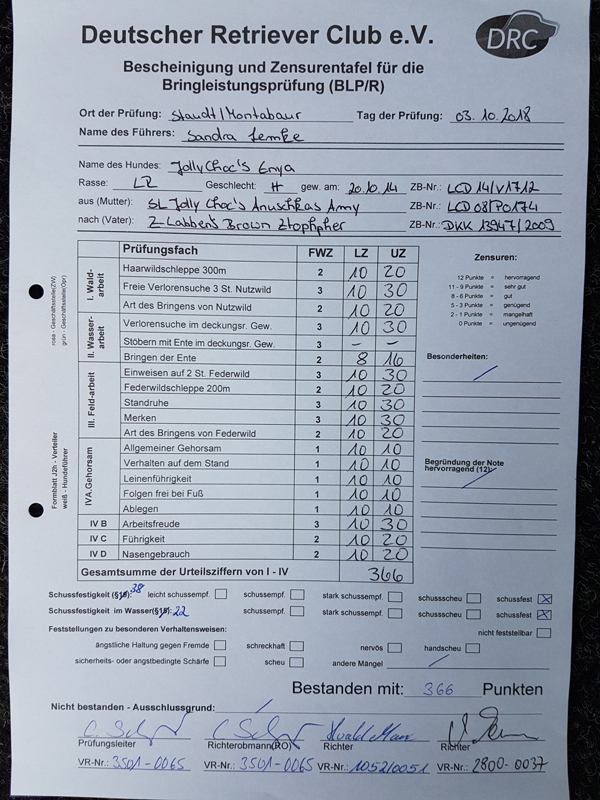 Deutscher Retriever Club e.V.
DRC
Bescheinigung und Zensurentafel für die
Bringleistungsprüfung (BLP/R)
Ort der Prüfung: Staudt/Montabaur Tag der Prüfung: 03.10.2018
Name des Führers: Sandra Lemke
Name des Hundes: Jolly Choc's Enya
Rasse: LR Geschlecht: H gew. am: 20.10.14 ZB-Nr.: LCD 14/V1712
aus (Mutter): SL Jolly Choc's Anuschkas Amy ZB-Nr.: LCD 08/P0174
nach (Vater): Z-Labben's Brown ZB-Nr.: DKK 13947/2009
Prüfungsfach FWZ LZ UZ
I. Wald-arbeit
Haarwildschleppe 300m 2 10 20
Freie Verlorensuche 3 St. Nutzwild 3 10 30
Art des Bringens von Nutzwild 2 10 20
II. Wasser-arbeit
Verlorensuche im deckungsr. Gew. 3 10 30
Stöbern mit Ente im deckungsr. Gew. 3 - -
Bringen der Ente 2 8 16
III. Feld-arbeit
Einweisen auf 2 St. Federwild 3 10 30
Federwildschleppe 200m 2 10 20
Standruhe 3 10 30
Merken 3 10 30
Art des Bringens von Federwild 2 10 20
IVA.Gehorsam
Allgemeiner Gehorsam 1 10 10
Verhalten auf dem Stand 1 10 10
Leinenführigkeit 1 10 10
Folgen frei bei Fuß 1 10 10
Ablegen 1 10 10
IV B Arbeitsfreude 3 10 30
IV C Führigkeit 2 10 20
IV D Nasengebrauch 2 10 20
Gesamtsumme der Urteilsziffern von I - IV 366
Zensuren:
12 Punkte = hervorragend
11 - 9 Punkte = sehr gut
8 - 6 Punkte = gut
5 - 3 Punkte = genügend
2 - 1 Punkte = mangelhaft
0 Punkte = ungenügend
Besonderheiten:
Begründung der Note
hervorragend (12)
rosa - Geschäftsstelle(ZW)
grün - Geschäftsstelle(Opr)
Formblatt J2h - Verteiler
weiß - Hundeführer
Schussfestigkeit 38 leicht schussempf. schussempf. stark schussempf. schussscheu schussfest X
Schussfestigkeit im Wasser 22 schussempf. stark schussempf. schussscheu schussfest X
Feststellungen zu besonderen Verhaltensweisen: nicht feststellbar
ängstliche Haltung gegen Fremde schreckhaft nervös handscheu
sicherheits- oder angstbedingte Schärfe scheu andere Mängel
Bestanden mit: 366 Punkten
Nicht bestanden - Ausschlussgrund:
Prüfungsleiter Richterobmann(RO) Richter Richter
VR-Nr.: 3501-0065 VR-Nr.: 3501-0065 VR-Nr.: 1052/0051 VR-Nr.: 2800-0037